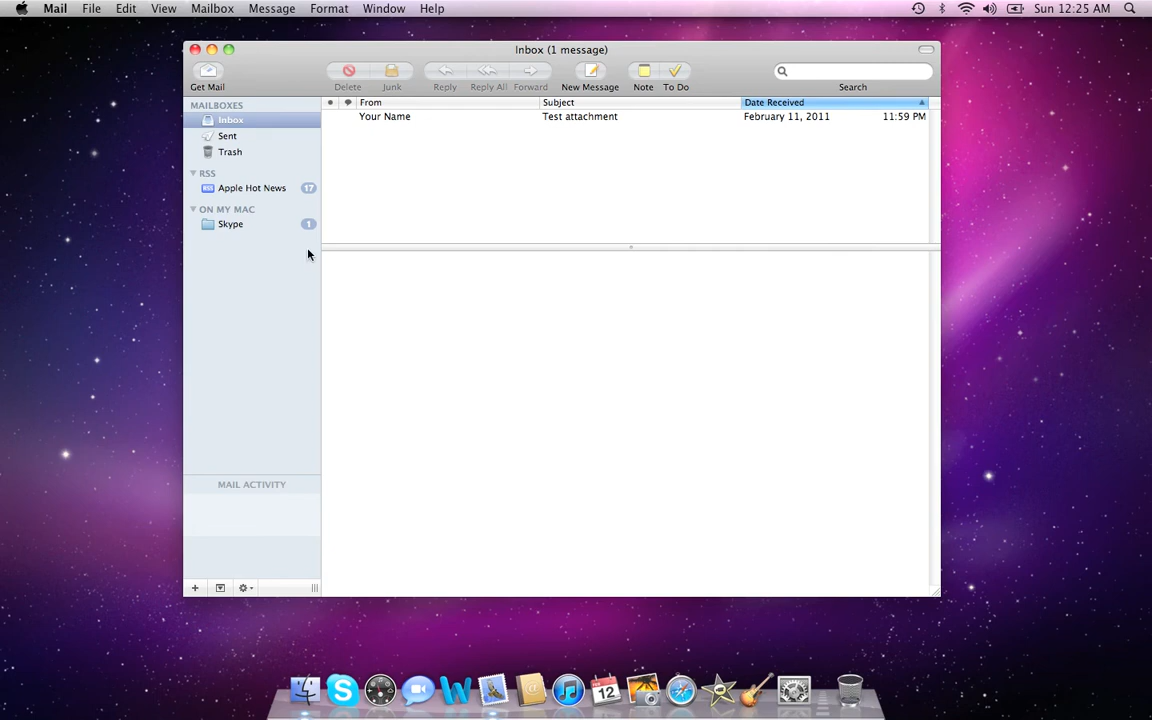 Mail File Edit View Mailbox Message Format Window Help Sun 12:25 AM
Inbox (1 message)
Get Mail Delete Junk Reply Reply All Forward New Message Note To Do Search
MAILBOXES
Inbox
Sent
Trash
RSS
Apple Hot News 17
ON MY MAC
Skype 1
From Subject Date Received
Your Name Test attachment February 11, 2011 11:59 PM
MAIL ACTIVITY
12